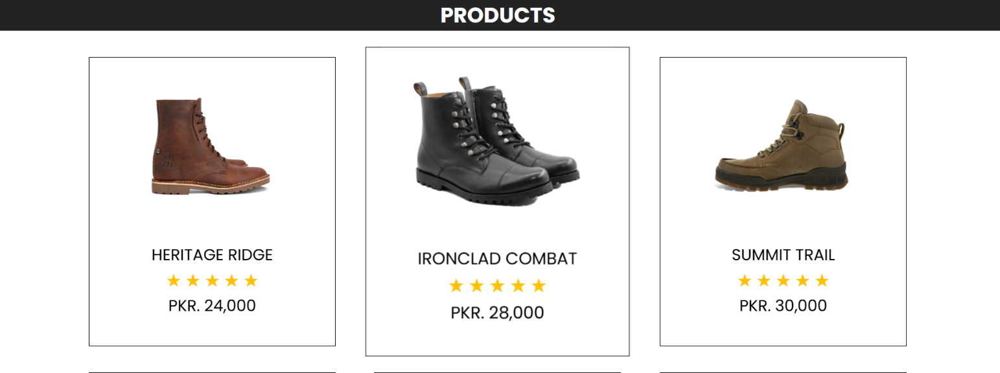 PRODUCTS
HERITAGE RIDGE
PKR. 24,000
IRONCLAD COMBAT
PKR. 28,000
SUMMIT TRAIL
PKR. 30,000